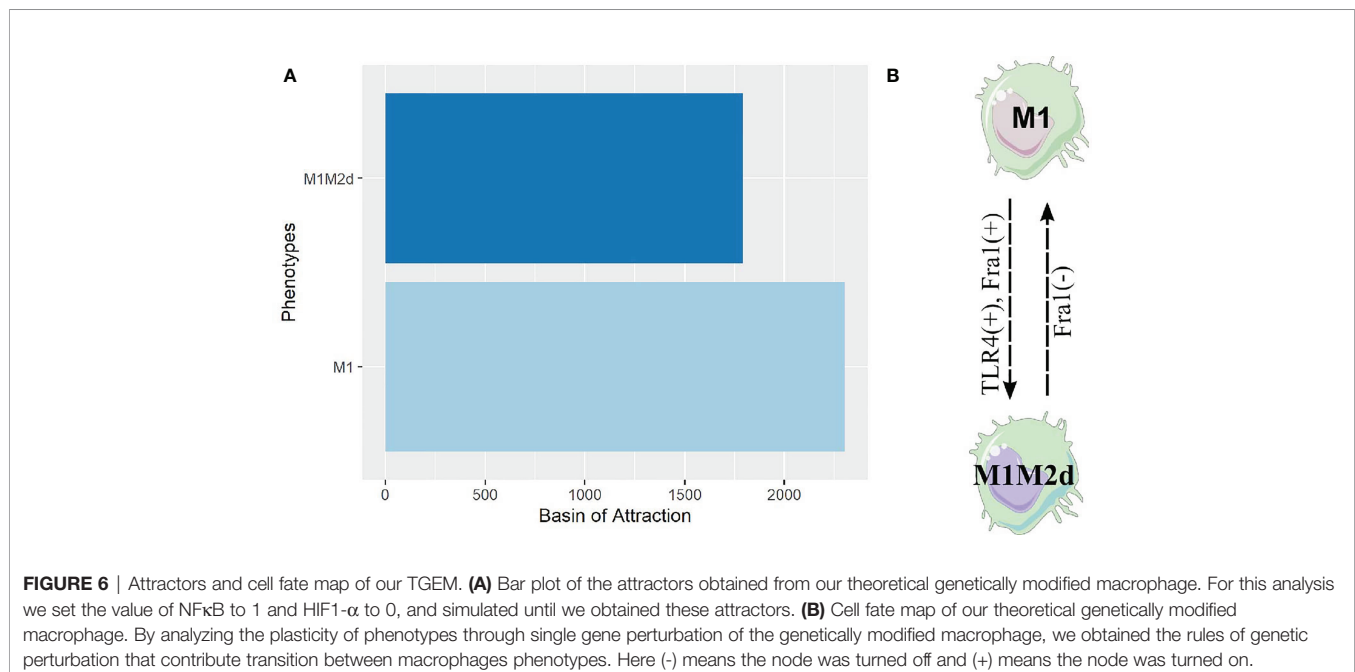 A
Phenotypes
M1M2d
M1
0 500 1000 1500 2000
Basin of Attraction
B
M1
TLR4(+), Fra1(+)
Fra1(-)
M1M2d
FIGURE 6 | Attractors and cell fate map of our TGEM. (A) Bar plot of the attractors obtained from our theoretical genetically modified macrophage. For this analysis
we set the value of NFκB to 1 and HIF1-α to 0, and simulated until we obtained these attractors. (B) Cell fate map of our theoretical genetically modified
macrophage. By analyzing the plasticity of phenotypes through single gene perturbation of the genetically modified macrophage, we obtained the rules of genetic
perturbation that contribute transition between macrophages phenotypes. Here (-) means the node was turned off and (+) means the node was turned on.